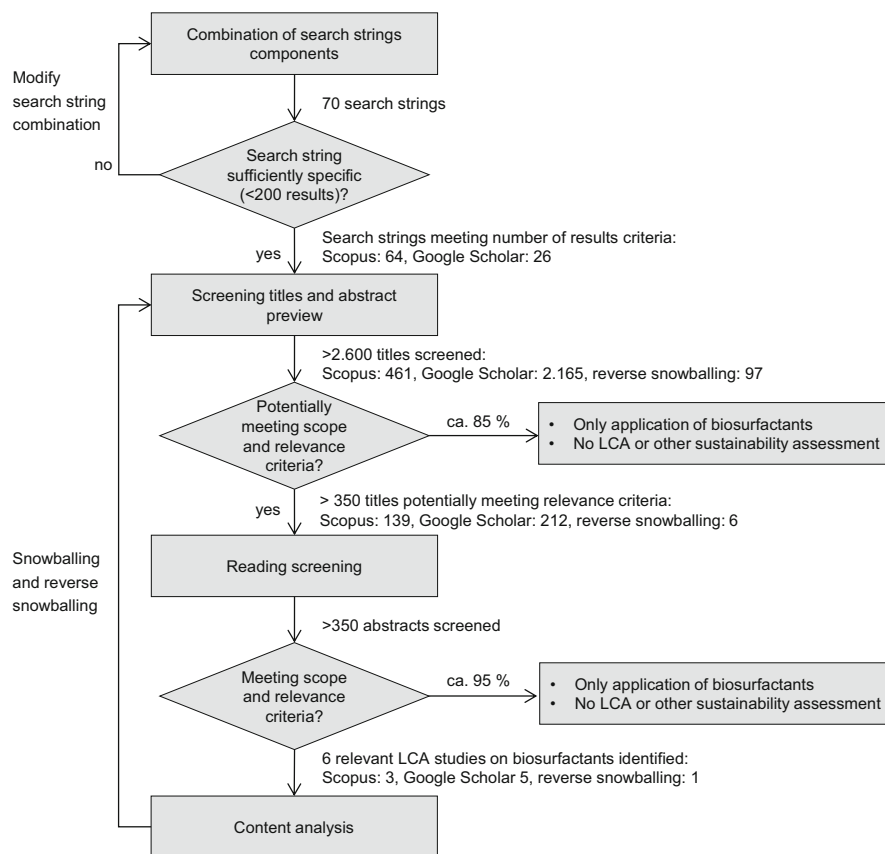 Combination of search strings
components
Modify
search string
combination
70 search strings
no
Search string
sufficiently specific
(<200 results)?
yes
Search strings meeting number of results criteria:
Scopus: 64, Google Scholar: 26
Screening titles and abstract
preview
>2.600 titles screened:
Scopus: 461, Google Scholar: 2.165, reverse snowballing: 97
Potentially
meeting scope
and relevance
criteria?
ca. 85 %
• Only application of biosurfactants
• No LCA or other sustainability assessment
yes
> 350 titles potentially meeting relevance criteria:
Scopus: 139, Google Scholar: 212, reverse snowballing: 6
Snowballing
and reverse
snowballing
Reading screening
>350 abstracts screened
Meeting scope
and relevance
criteria?
ca. 95 %
• Only application of biosurfactants
• No LCA or other sustainability assessment
6 relevant LCA studies on biosurfactants identified:
Scopus: 3, Google Scholar 5, reverse snowballing: 1
Content analysis